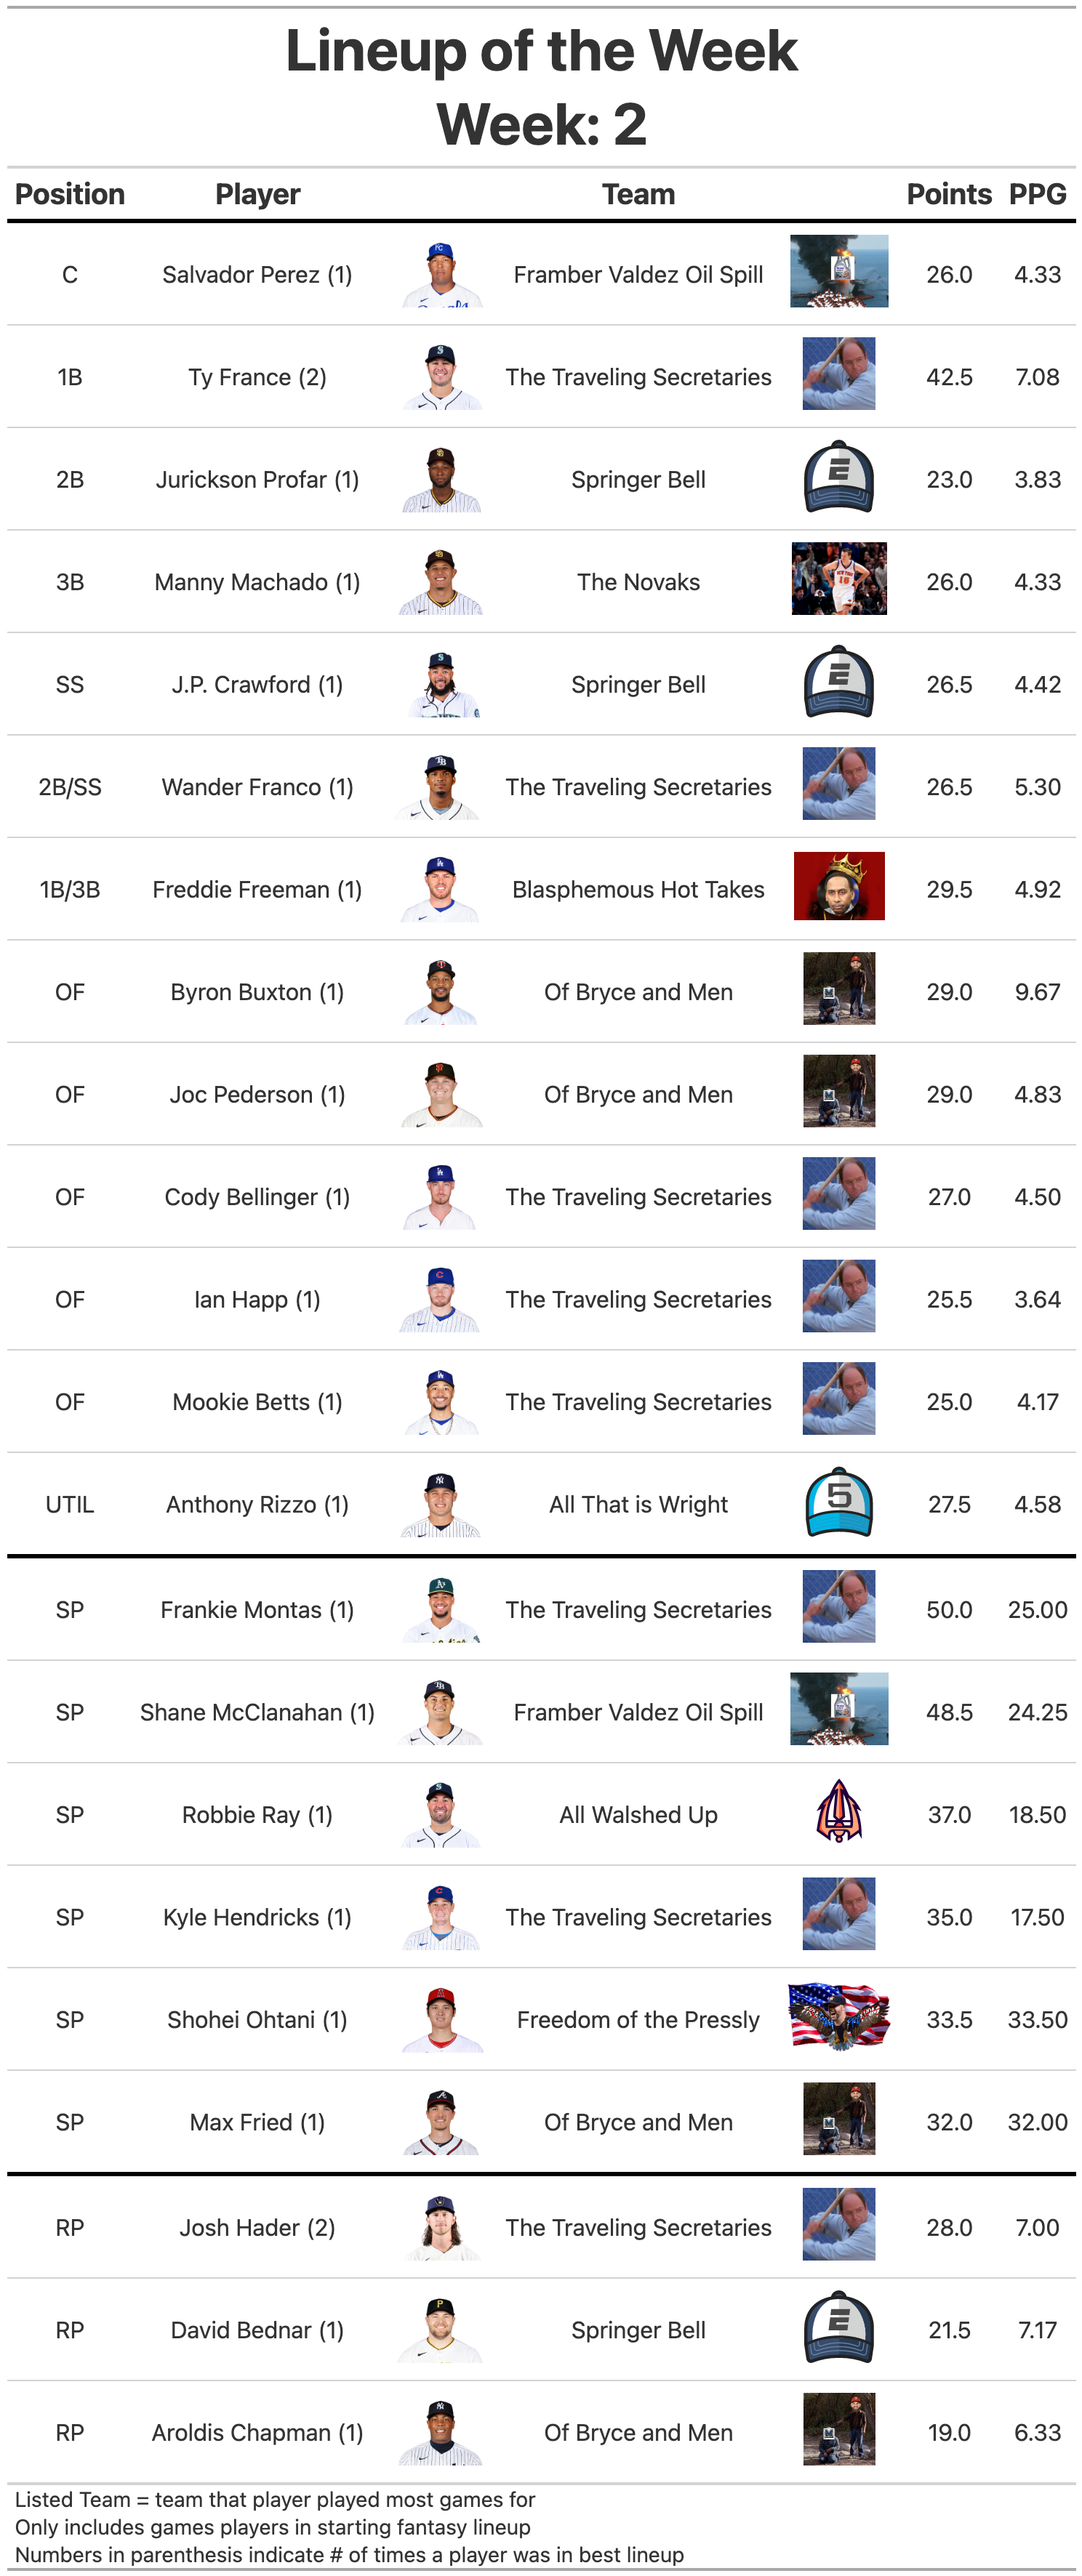 Lineup of the Week
Week: 2
Position Player Team Points PPG
C Salvador Perez (1) Framber Valdez Oil Spill 26.0 4.33
1B Ty France (2) The Traveling Secretaries 42.5 7.08
2B Jurickson Profar (1) Springer Bell 23.0 3.83
3B Manny Machado (1) The Novaks 26.0 4.33
SS J.P. Crawford (1) Springer Bell 26.5 4.42
2B/SS Wander Franco (1) The Traveling Secretaries 26.5 5.30
1B/3B Freddie Freeman (1) Blasphemous Hot Takes 29.5 4.92
OF Byron Buxton (1) Of Bryce and Men 29.0 9.67
OF Joc Pederson (1) Of Bryce and Men 29.0 4.83
OF Cody Bellinger (1) The Traveling Secretaries 27.0 4.50
OF Ian Happ (1) The Traveling Secretaries 25.5 3.64
OF Mookie Betts (1) The Traveling Secretaries 25.0 4.17
UTIL Anthony Rizzo (1) All That is Wright 5 27.5 4.58
SP Frankie Montas (1) The Traveling Secretaries 50.0 25.00
SP Shane McClanahan (1) Framber Valdez Oil Spill 48.5 24.25
SP Robbie Ray (1) All Walshed Up 37.0 18.50
SP Kyle Hendricks (1) The Traveling Secretaries 35.0 17.50
SP Shohei Ohtani (1) Freedom of the Pressly 33.5 33.50
SP Max Fried (1) Of Bryce and Men 32.0 32.00
RP Josh Hader (2) The Traveling Secretaries 28.0 7.00
RP David Bednar (1) Springer Bell 21.5 7.17
RP Aroldis Chapman (1) Of Bryce and Men 19.0 6.33
Listed Team = team that player played most games for
Only includes games players in starting fantasy lineup
Numbers in parenthesis indicate # of times a player was in best lineup